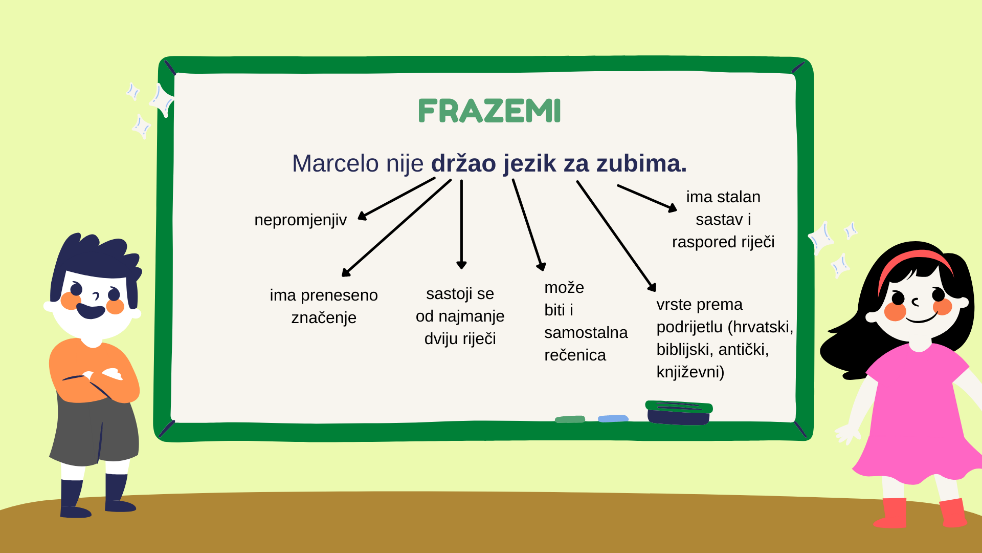 FRAZEMI
Marcelo nije držao jezik za zubima.
nepromjenjiv
ima stalan
sastav i
raspored riječi
ima preneseno
značenje
sastoji se
od najmanje
dviju riječi
može
biti i
samostalna
rečenica
vrste prema
podrijetlu (hrvatski,
biblijski, antički,
književni)